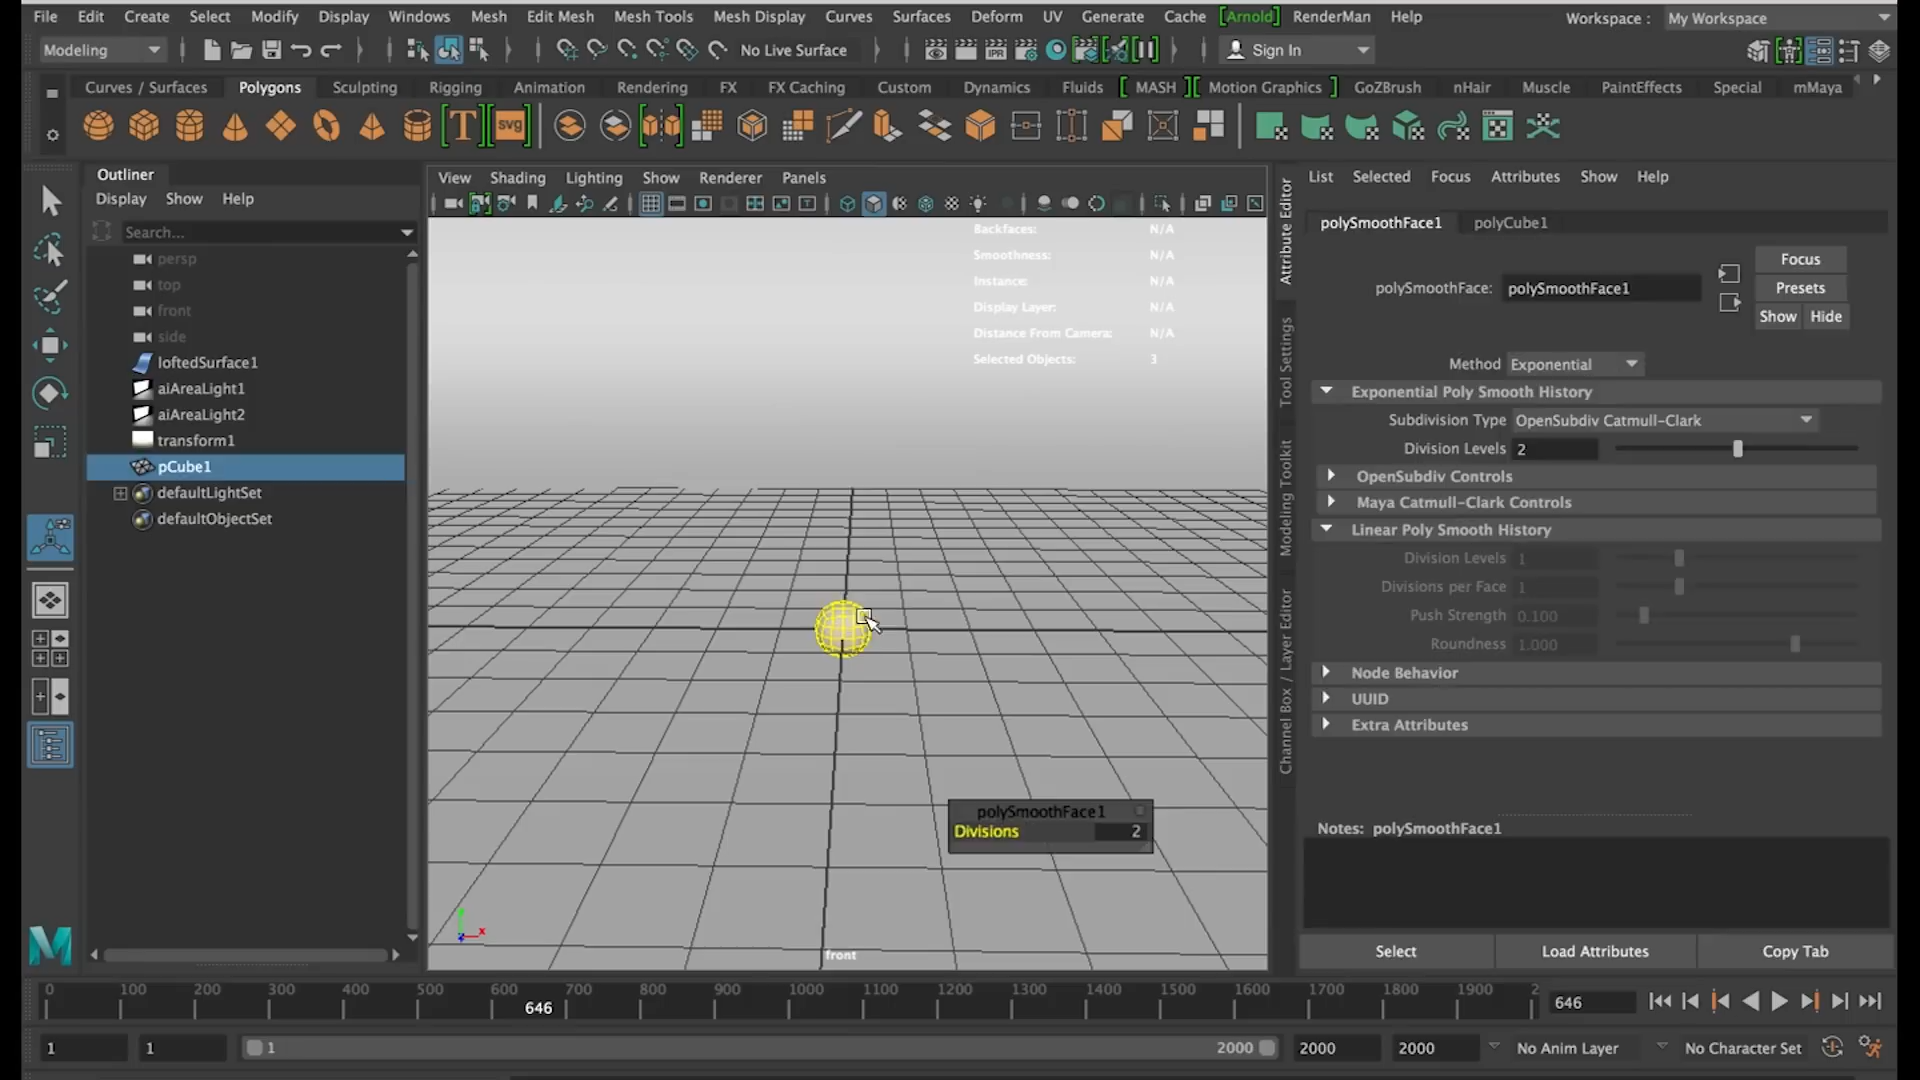 File Edit Create Select Modify Display Windows Mesh Edit Mesh Mesh Tools Mesh Display Curves Surfaces Deform UV Generate Cache [Arnold] RenderMan Help Workspace : My Workspace
Modeling No Live Surface Sign In
Curves / Surfaces Polygons Sculpting Rigging Animation Rendering FX FX Caching Custom Dynamics Fluids MASH Motion Graphics GoZBrush nHair Muscle PaintEffects Special mMaya
T SVG
Outliner
Display Show Help
Search...
persp
top
front
side
loftedSurface1
aiAreaLight1
aiAreaLight2
transform1
pCube1
defaultLightSet
defaultObjectSet
View Shading Lighting Show Renderer Panels
Backfaces: N/A
Smoothness: N/A
Instance: N/A
Display Layer: N/A
Distance From Camera: N/A
Selected Objects: 3
polySmoothFace1
Divisions 2
x
front
Attribute Editor
Tool Settings
Modeling Toolkit
Channel Box / Layer Editor
List Selected Focus Attributes Show Help
polySmoothFace1 polyCube1
polySmoothFace: polySmoothFace1
Focus
Presets
Show Hide
Method Exponential
Exponential Poly Smooth History
Subdivision Type OpenSubdiv Catmull-Clark
Division Levels 2
OpenSubdiv Controls
Maya Catmull-Clark Controls
Linear Poly Smooth History
Division Levels 1
Divisions per Face 1
Push Strength 0.100
Roundness 1.000
Node Behavior
UUID
Extra Attributes
Notes: polySmoothFace1
Select Load Attributes Copy Tab
0 100 200 300 400 500 600 700 800 900 1000 1100 1200 1300 1400 1500 1600 1700 1800 1900 2
646 646
1 1 1 2000 2000 2000 No Anim Layer No Character Set